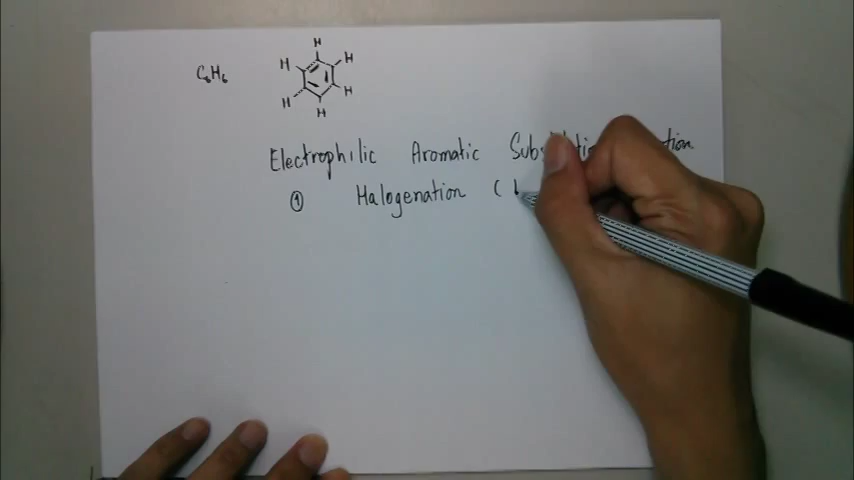 C6H6
H
H H
H H
H
Electrophilic Aromatic
① Halogenation (